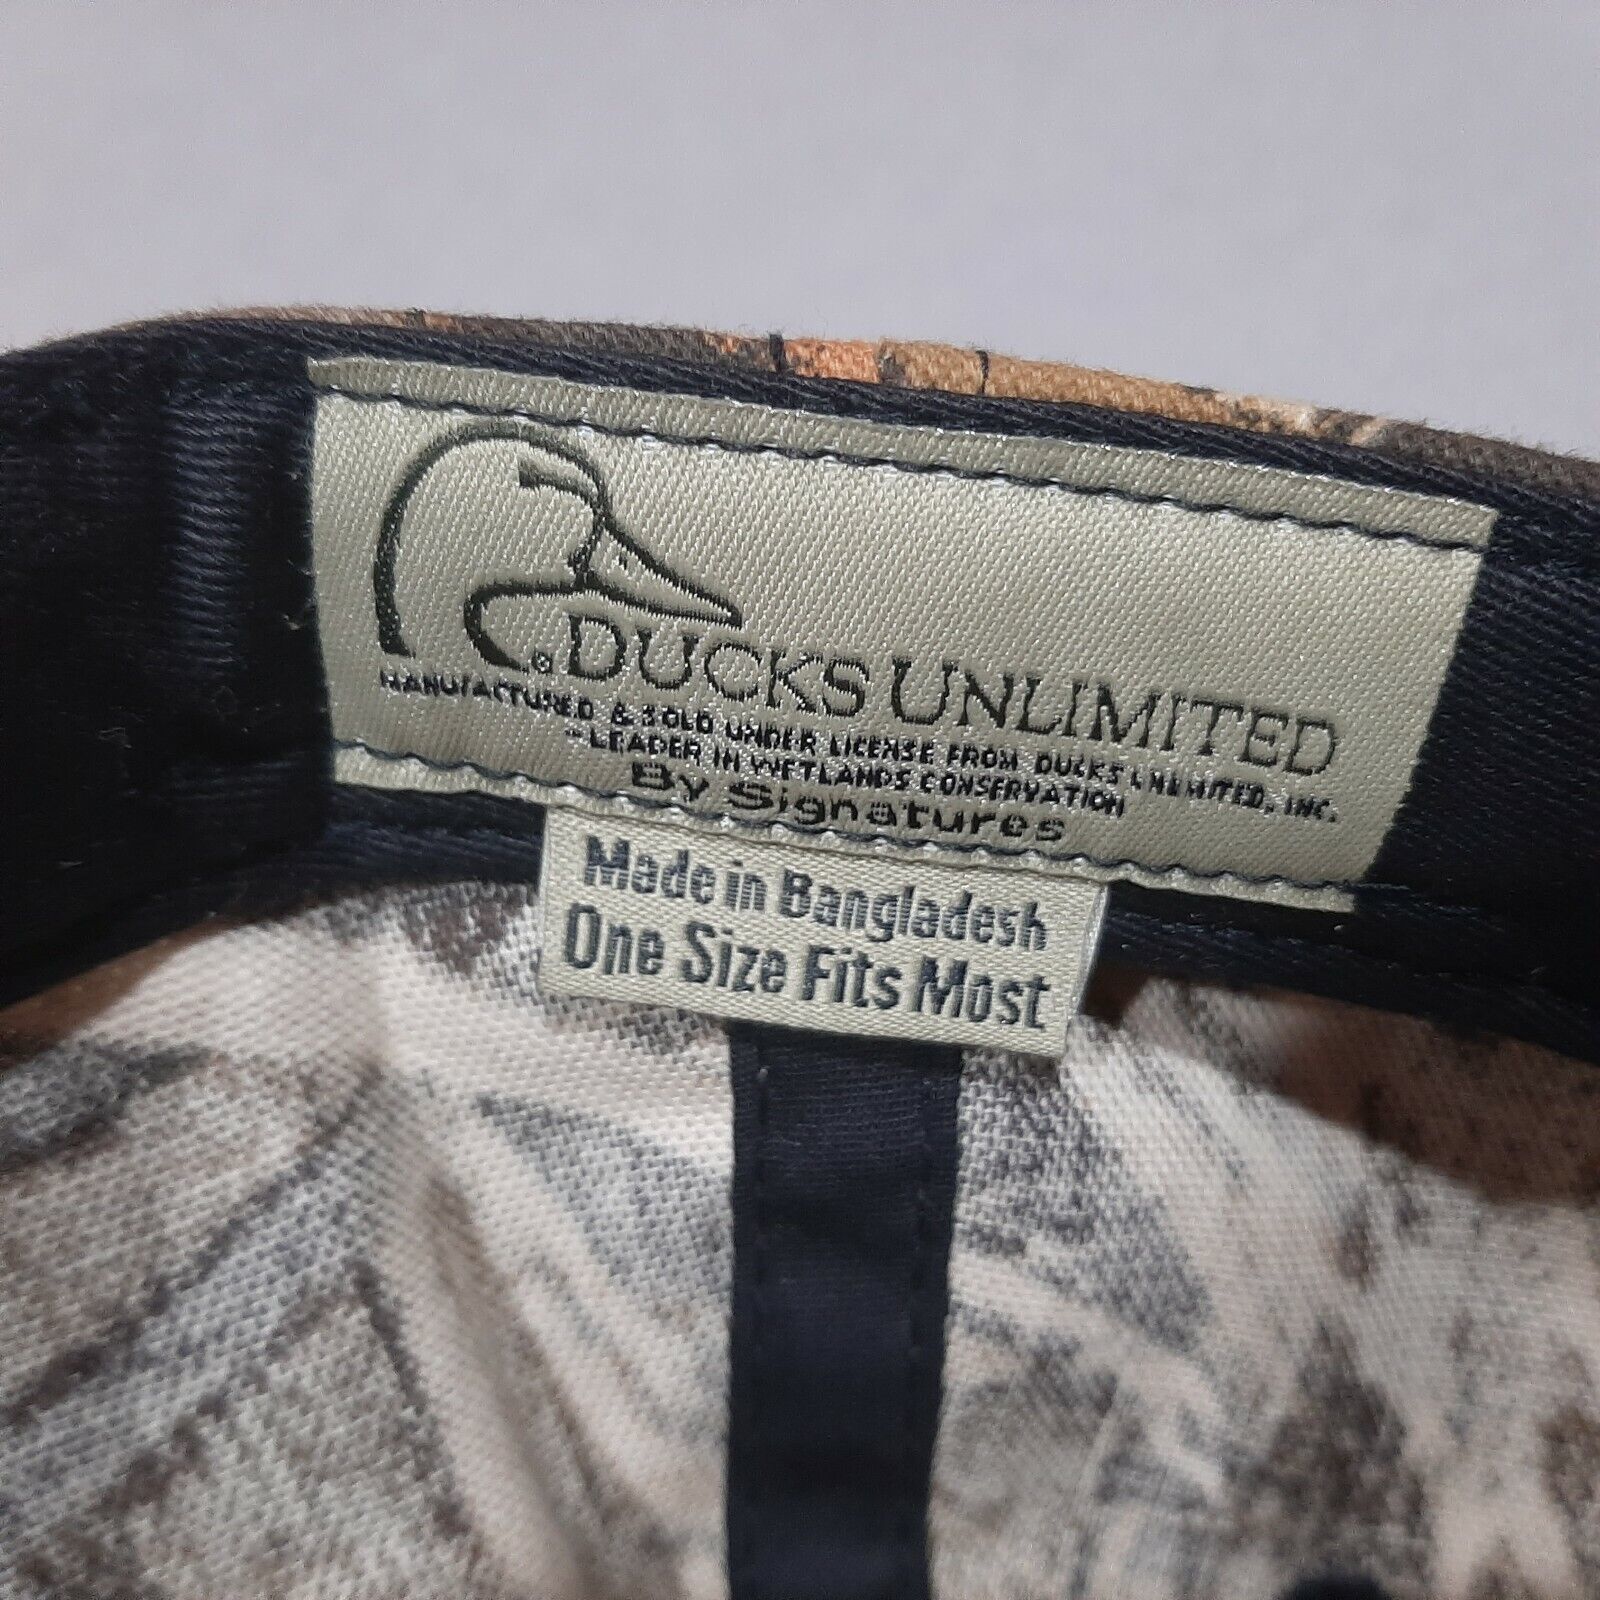 ® DUCKS UNLIMITED
MANUFACTURED & SOLD UNDER LICENSE FROM DUCKS UNLIMITED, INC.
-LEADER IN WETLANDS CONSERVATION
By Signatures
Made in Bangladesh
One Size Fits Most